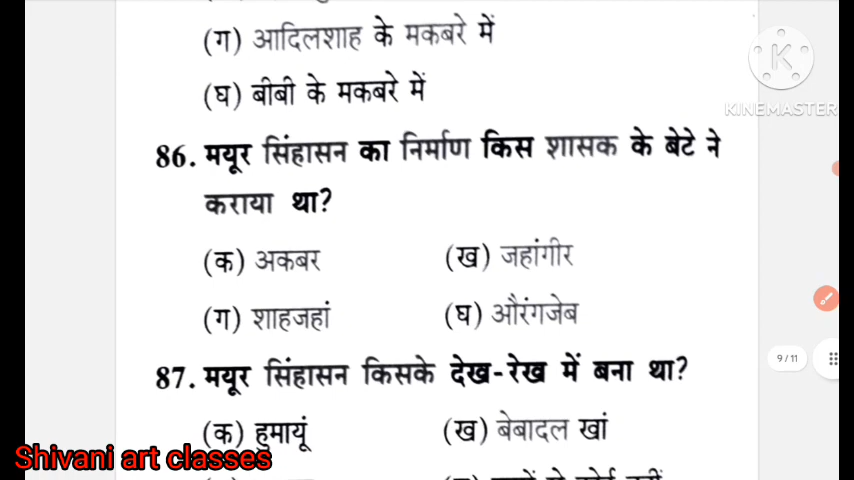 (ग) आदिलशाह के मकबरे में
(घ) बीबी के मकबरे में
KINEMASTER
86. मयूर सिंहासन का निर्माण किस शासक के बेटे ने
कराया था?
(क) अकबर (ख) जहांगीर
(ग) शाहजहां (घ) औरंगजेब
9/11
87. मयूर सिंहासन किसके देख-रेख में बना था?
(क) हुमायूं (ख) बेबादल खां
Shivani art classes